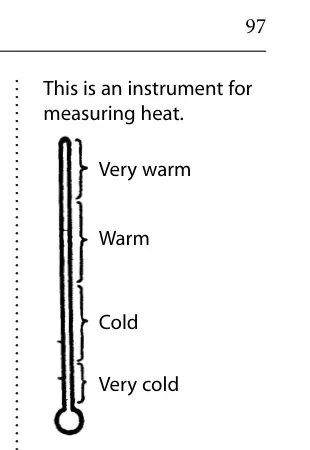 97
This is an instrument for
measuring heat.
Very warm
Warm
Cold
Very cold